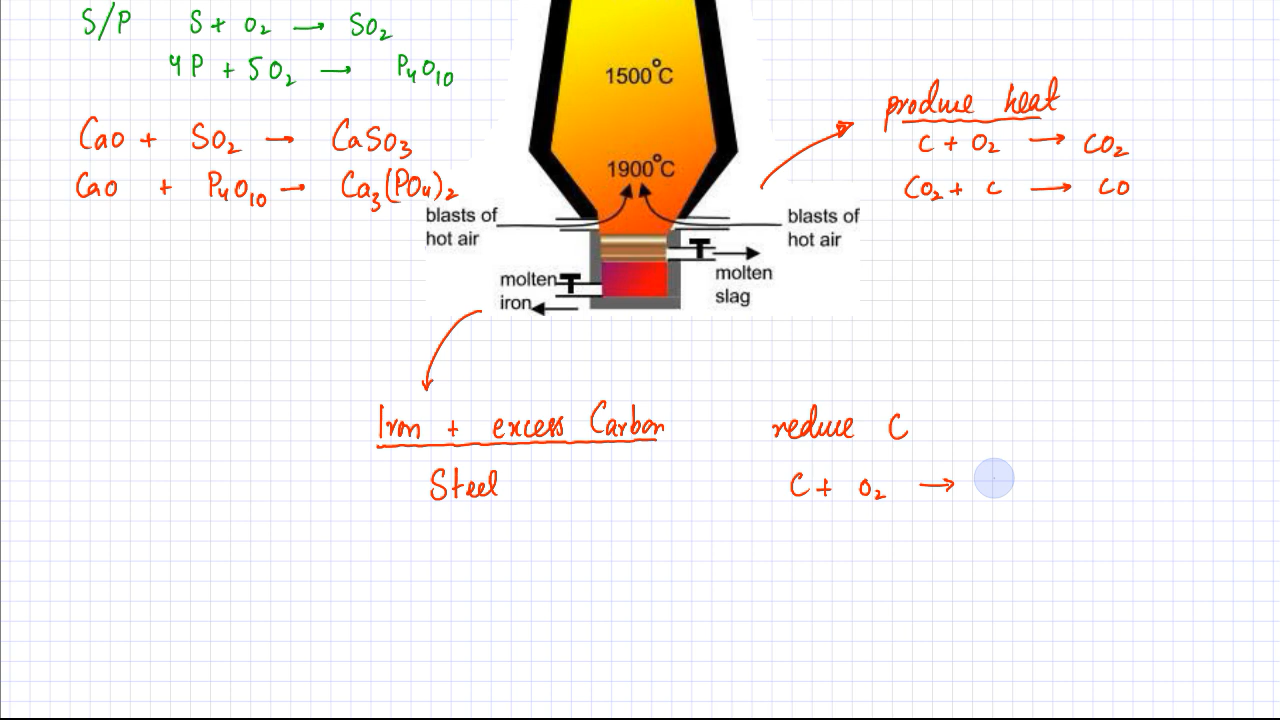 S/P S + O₂ → SO₂
4P + 5O₂ → P₄O₁₀
CaO + SO₂ → CaSO₃
CaO + P₄O₁₀ → Ca₃(PO₄)₂
1500°C
1900°C
blasts of
hot air
blasts of
hot air
molten
iron
molten
slag
produce heat
C + O₂ → CO₂
CO₂ + C → CO
Iron + excess Carbon
Steel
reduce C
C + O₂ →